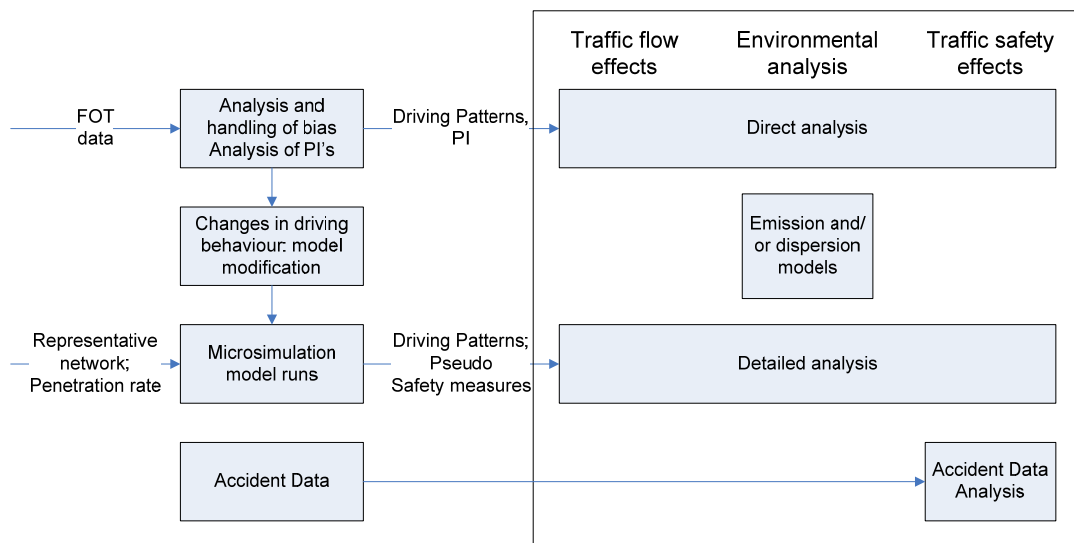 Traffic flow
effects
Environmental
analysis
Traffic safety
effects
FOT
data
Analysis and
handling of bias
Analysis of PI's
Driving Patterns,
PI
Direct analysis
Changes in driving
behaviour: model
modification
Emission and/
or dispersion
models
Representative
network;
Penetration rate
Microsimulation
model runs
Driving Patterns;
Pseudo
Safety measures
Detailed analysis
Accident Data
Accident Data
Analysis